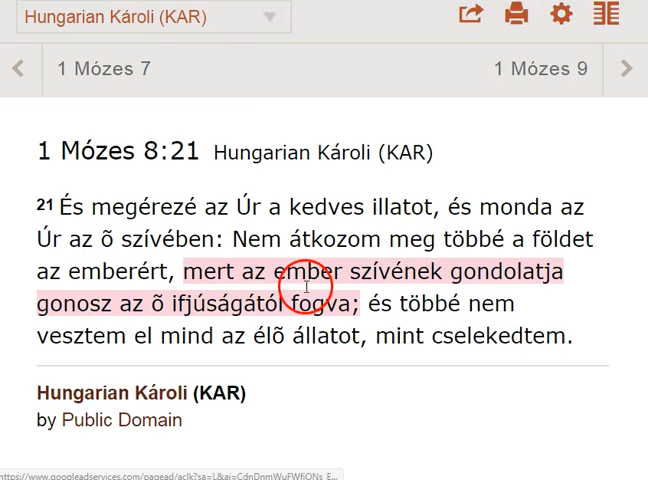 Hungarian Károli (KAR)
1 Mózes 7
1 Mózes 9
1 Mózes 8:21 Hungarian Károli (KAR)
21 És megérezé az Úr a kedves illatot, és monda az
Úr az õ szívében: Nem átkozom meg többé a földet
az emberért, mert az ember szívének gondolatja
gonosz az õ ifjúságától fogva; és többé nem
vesztem el mind az élõ állatot, mint cselekedtem.
Hungarian Károli (KAR)
by Public Domain